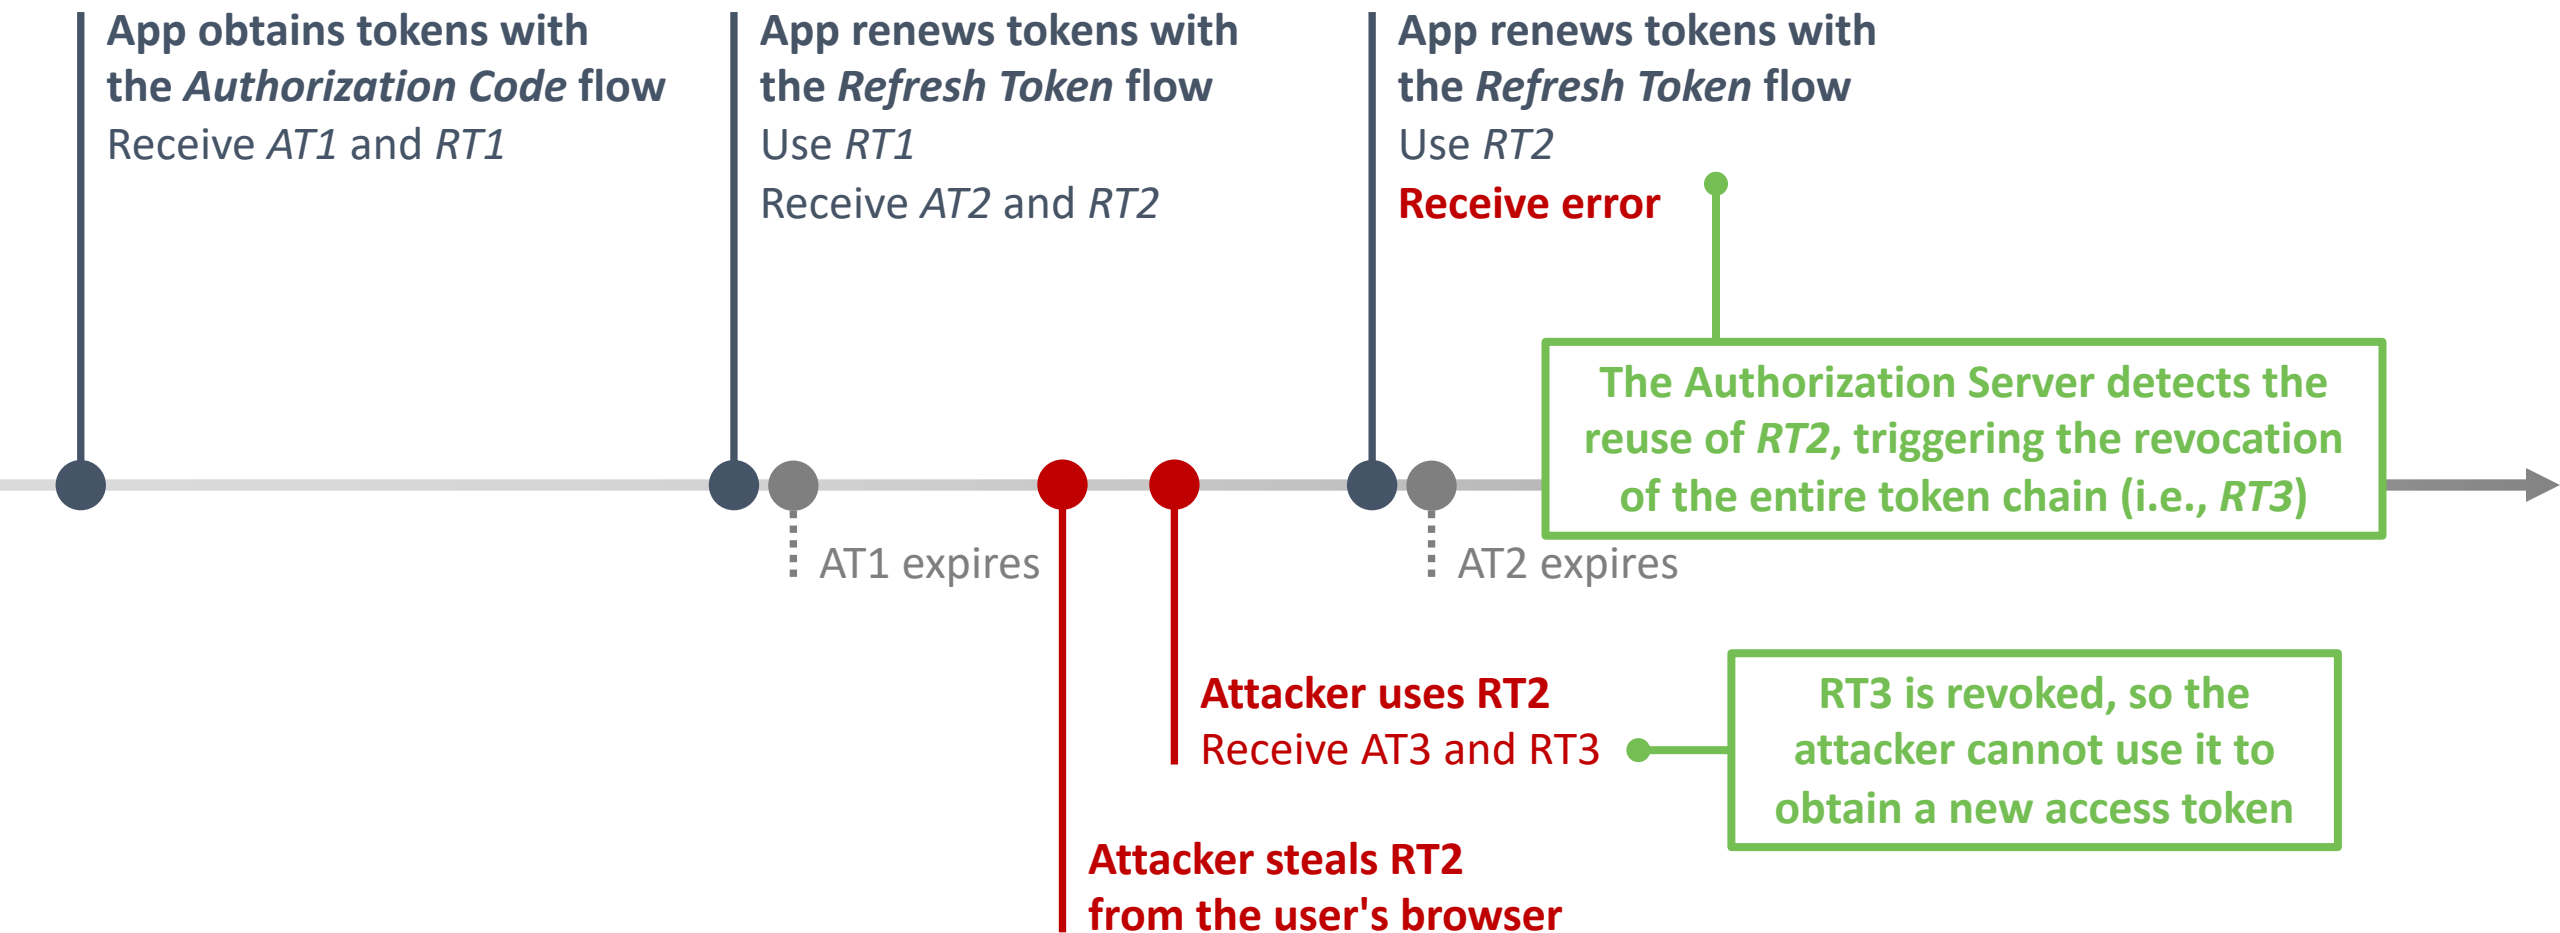 App obtains tokens with
the Authorization Code flow
Receive AT1 and RT1
App renews tokens with
the Refresh Token flow
Use RT1
Receive AT2 and RT2
App renews tokens with
the Refresh Token flow
Use RT2
Receive error
The Authorization Server detects the
reuse of RT2, triggering the revocation
of the entire token chain (i.e., RT3)
AT1 expires
AT2 expires
Attacker uses RT2
Receive AT3 and RT3
RT3 is revoked, so the
attacker cannot use it to
obtain a new access token
Attacker steals RT2
from the user's browser